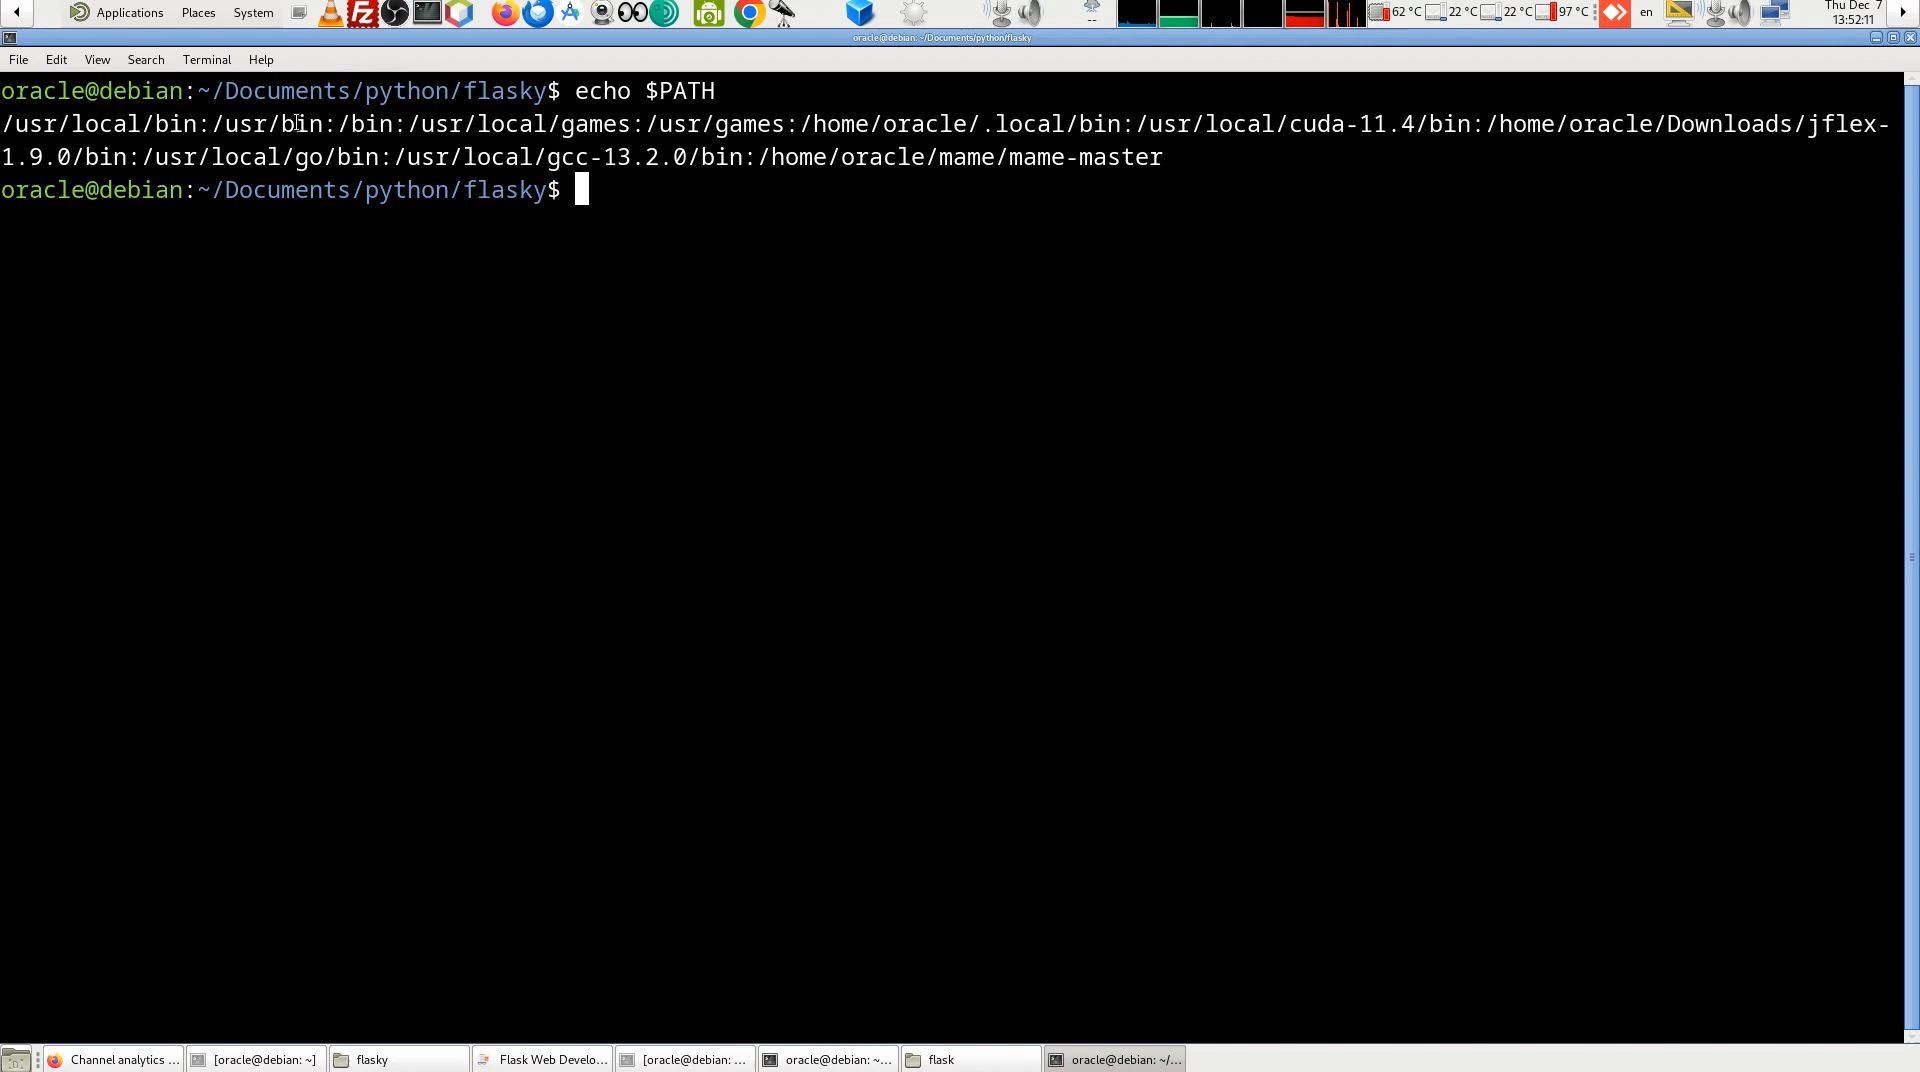 Applications Places System
62 °C 22 °C 22 °C 97 °C en Thu Dec 7
13:52:11
oracle@debian: ~/Documents/python/flasky
File Edit View Search Terminal Help
oracle@debian:~/Documents/python/flasky$ echo $PATH
/usr/local/bin:/usr/bin:/bin:/usr/local/games:/usr/games:/home/oracle/.local/bin:/usr/local/cuda-11.4/bin:/home/oracle/Downloads/jflex-
1.9.0/bin:/usr/local/go/bin:/usr/local/gcc-13.2.0/bin:/home/oracle/mame/mame-master
oracle@debian:~/Documents/python/flasky$
Channel analytics ... [oracle@debian: ~] flasky Flask Web Develo... [oracle@debian: ... oracle@debian: ~... flask oracle@debian: ~/...